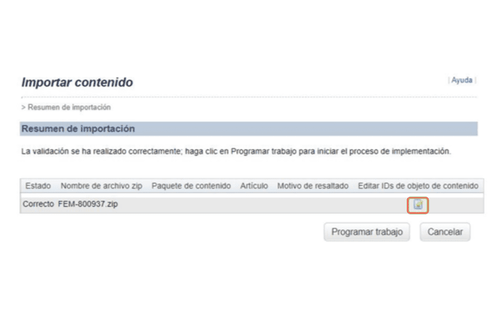 Importar contenido
Ayuda
> Resumen de importación
Resumen de importación
La validación se ha realizado correctamente; haga clic en Programar trabajo para iniciar el proceso de implementación.
Estado Nombre de archivo zip Paquete de contenido Artículo Motivo de resaltado Editar IDs de objeto de contenido
Correcto FEM-800937.zip
Programar trabajo Cancelar